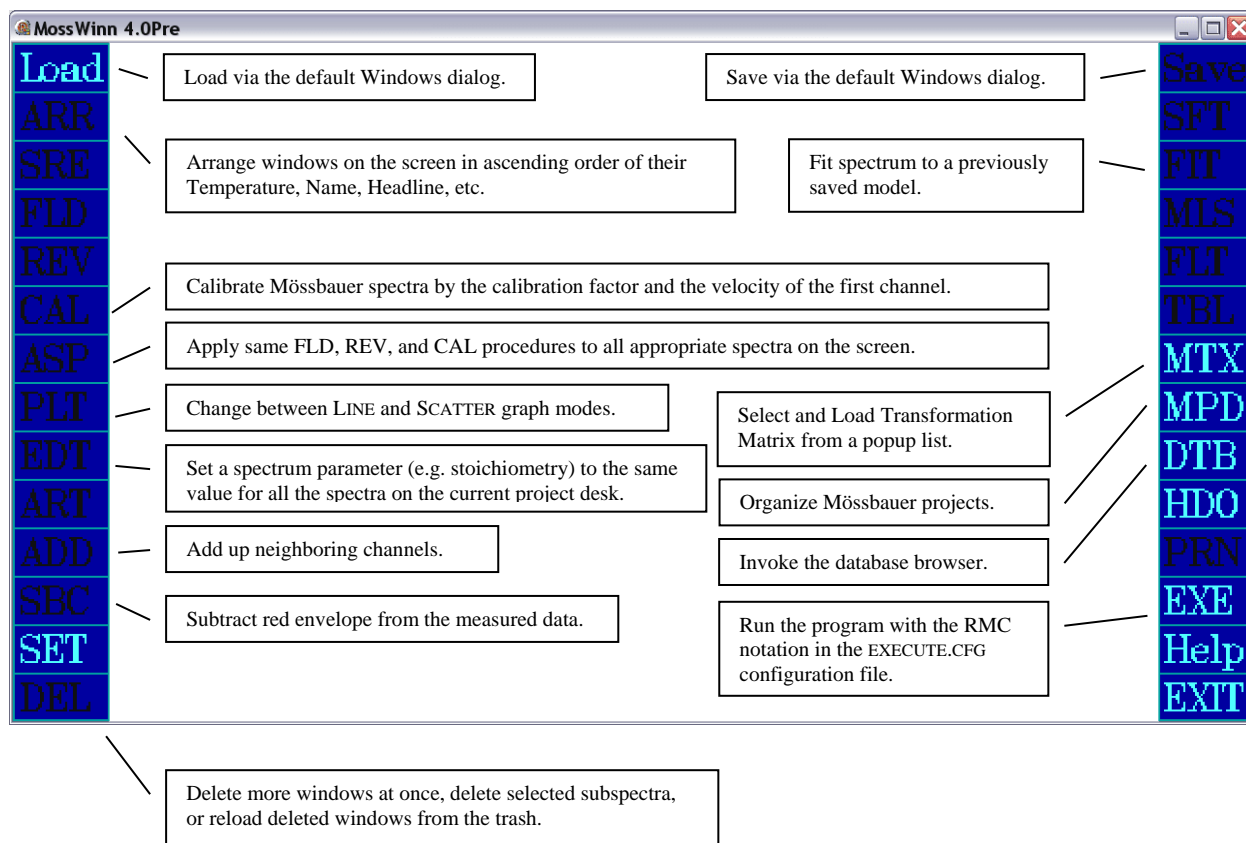 MossWinn 4.0Pre
Load
ARR
SRE
FLD
REV
CAL
ASP
PLT
EDT
ART
ADD
SBC
SET
DEL
Load via the default Windows dialog.
Arrange windows on the screen in ascending order of their
Temperature, Name, Headline, etc.
Calibrate Mössbauer spectra by the calibration factor and the velocity of the first channel.
Apply same FLD, REV, and CAL procedures to all appropriate spectra on the screen.
Change between LINE and SCATTER graph modes.
Set a spectrum parameter (e.g. stoichiometry) to the same
value for all the spectra on the current project desk.
Add up neighboring channels.
Subtract red envelope from the measured data.
Delete more windows at once, delete selected subspectra,
or reload deleted windows from the trash.
Save via the default Windows dialog.
Fit spectrum to a previously
saved model.
Select and Load Transformation
Matrix from a popup list.
Organize Mössbauer projects.
Invoke the database browser.
Run the program with the RMC
notation in the EXECUTE.CFG
configuration file.
Save
SFT
FIT
MLS
FLT
TBL
MTX
MPD
DTB
HDO
PRN
EXE
Help
EXIT